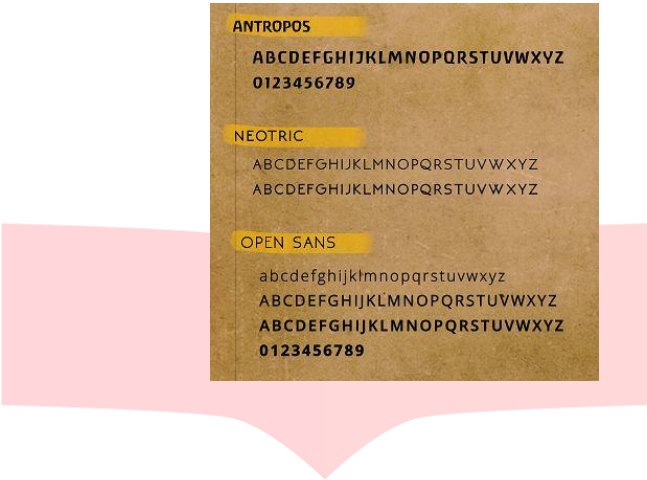 ANTROPOS
ABCDEFGHIJKLMNOPQRSTUVWXYZ
0123456789
NEOTRIC
ABCDEFGHIJKLMNOPQRSTUVWXYZ
ABCDEFGHIJKLMNOPQRSTUVWXYZ
OPEN SANS
abcdefghijklmnopqrstuvwxyz
ABCDEFGHIJKLMNOPQRSTUVWXYZ
ABCDEFGHIJKLMNOPQRSTUVWXYZ
0123456789